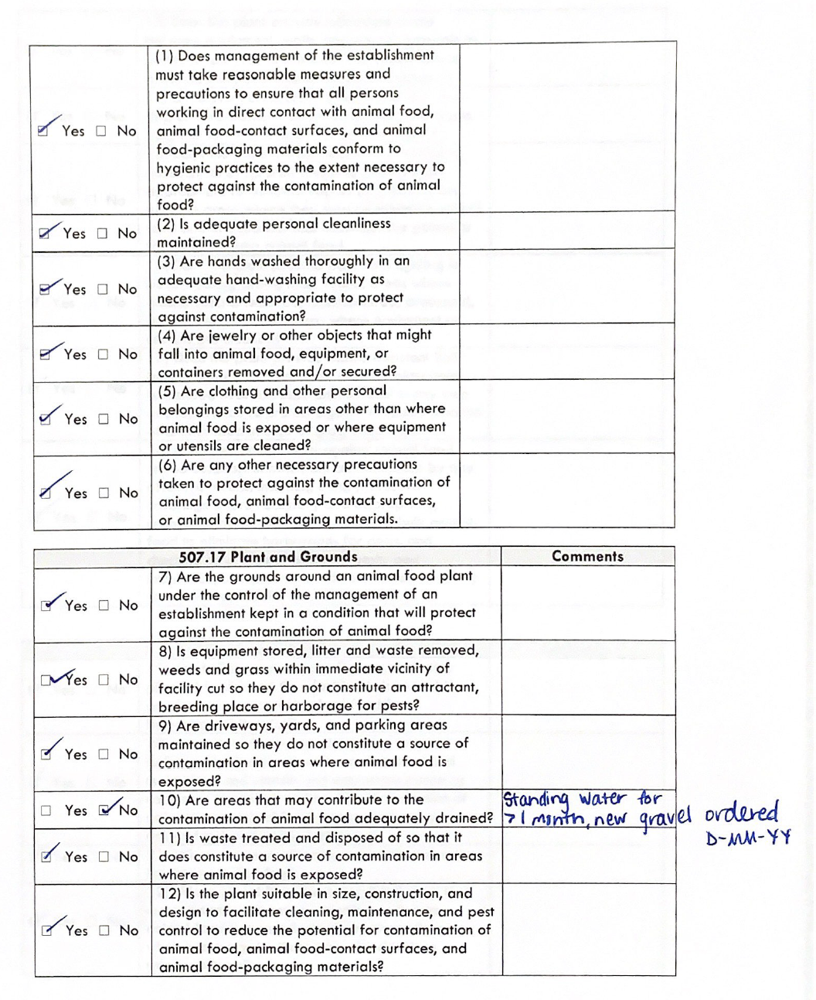 (1) Does management of the establishment
must take reasonable measures and
precautions to ensure that all persons
working in direct contact with animal food,
☑ Yes ☐ No animal food-contact surfaces, and animal
food-packaging materials conform to
hygienic practices to the extent necessary to
protect against the contamination of animal
food?
☑ Yes ☐ No (2) Is adequate personal cleanliness
maintained?
(3) Are hands washed thoroughly in an
adequate hand-washing facility as
☑ Yes ☐ No necessary and appropriate to protect
against contamination?
(4) Are jewelry or other objects that might
☑ Yes ☐ No fall into animal food, equipment, or
containers removed and/or secured?
(5) Are clothing and other personal
belongings stored in areas other than where
☑ Yes ☐ No animal food is exposed or where equipment
or utensils are cleaned?
(6) Are any other necessary precautions
taken to protect against the contamination of
☑ Yes ☐ No animal food, animal food-contact surfaces,
or animal food-packaging materials.
507.17 Plant and Grounds Comments
7) Are the grounds around an animal food plant
under the control of the management of an
☑ Yes ☐ No establishment kept in a condition that will protect
against the contamination of animal food?
8) Is equipment stored, litter and waste removed,
weeds and grass within immediate vicinity of
☑ Yes ☐ No facility cut so they do not constitute an attractant,
breeding place or harborage for pests?
9) Are driveways, yards, and parking areas
maintained so they do not constitute a source of
☑ Yes ☐ No contamination in areas where animal food is
exposed?
☐ Yes ☑ No 10) Are areas that may contribute to the
contamination of animal food adequately drained?
Standing water for
>1 month, new gravel ordered
D-MM-YY
11) Is waste treated and disposed of so that it
☑ Yes ☐ No does constitute a source of contamination in areas
where animal food is exposed?
12) Is the plant suitable in size, construction, and
design to facilitate cleaning, maintenance, and pest
☑ Yes ☐ No control to reduce the potential for contamination of
animal food, animal food-contact surfaces, and
animal food-packaging materials?